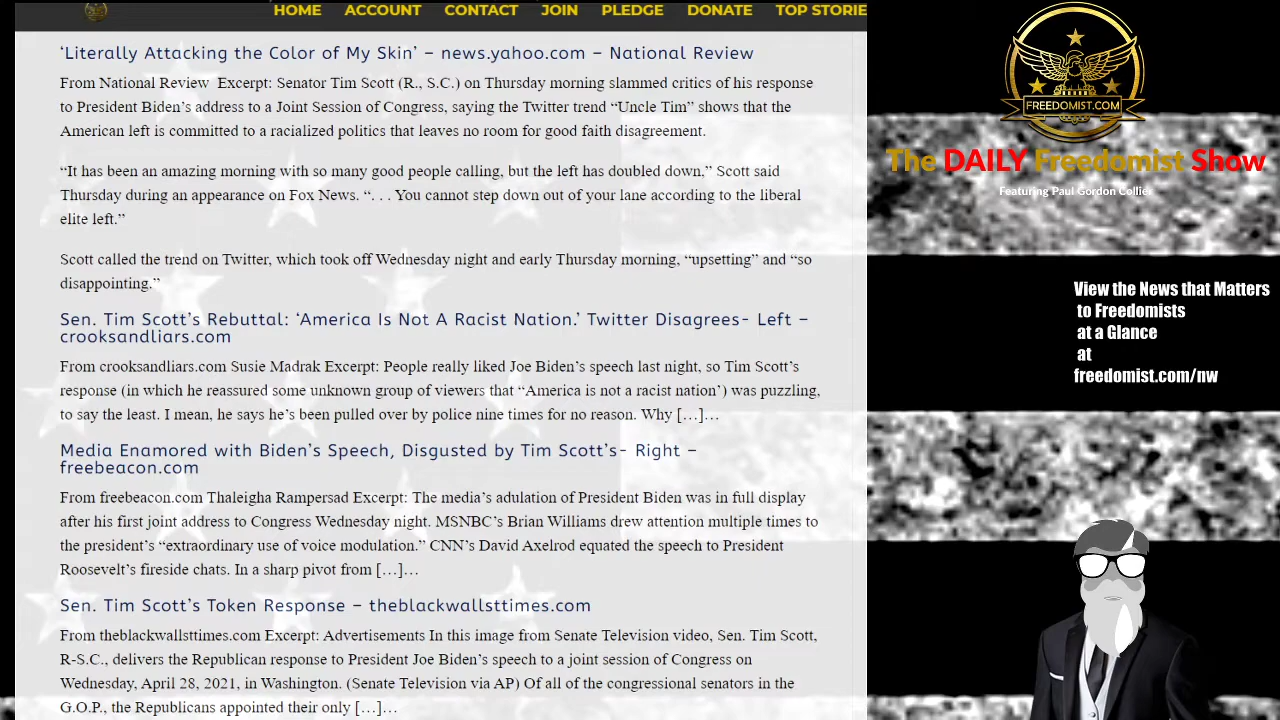 HOME ACCOUNT CONTACT JOIN PLEDGE DONATE TOP STORIE
‘Literally Attacking the Color of My Skin’ – news.yahoo.com – National Review
From National Review Excerpt: Senator Tim Scott (R., S.C.) on Thursday morning slammed critics of his response
to President Biden’s address to a Joint Session of Congress, saying the Twitter trend “Uncle Tim” shows that the
American left is committed to a racialized politics that leaves no room for good faith disagreement.
“It has been an amazing morning with so many good people calling, but the left has doubled down,” Scott said
Thursday during an appearance on Fox News. “. . . You cannot step down out of your lane according to the liberal
elite left.”
Scott called the trend on Twitter, which took off Wednesday night and early Thursday morning, “upsetting” and “so
disappointing.”
Sen. Tim Scott’s Rebuttal: ‘America Is Not A Racist Nation.’ Twitter Disagrees- Left –
crooksandliars.com
From crooksandliars.com Susie Madrak Excerpt: People really liked Joe Biden’s speech last night, so Tim Scott’s
response (in which he reassured some unknown group of viewers that “America is not a racist nation’) was puzzling,
to say the least. I mean, he says he’s been pulled over by police nine times for no reason. Why […]…
Media Enamored with Biden’s Speech, Disgusted by Tim Scott’s- Right –
freebeacon.com
From freebeacon.com Thaleigha Rampersad Excerpt: The media’s adulation of President Biden was in full display
after his first joint address to Congress Wednesday night. MSNBC’s Brian Williams drew attention multiple times to
the president’s “extraordinary use of voice modulation.” CNN’s David Axelrod equated the speech to President
Roosevelt’s fireside chats. In a sharp pivot from […]…
Sen. Tim Scott’s Token Response – theblackwallsttimes.com
From theblackwallsttimes.com Excerpt: Advertisements In this image from Senate Television video, Sen. Tim Scott,
R-S.C., delivers the Republican response to President Joe Biden’s speech to a joint session of Congress on
Wednesday, April 28, 2021, in Washington. (Senate Television via AP) Of all of the congressional senators in the
G.O.P., the Republicans appointed their only […]…
FREEDOMIST.COM
The DAILY Freedomist Show
Featuring Paul Gordon Collier
View the News that Matters
to Freedomists
at a Glance
at
freedomist.com/nw